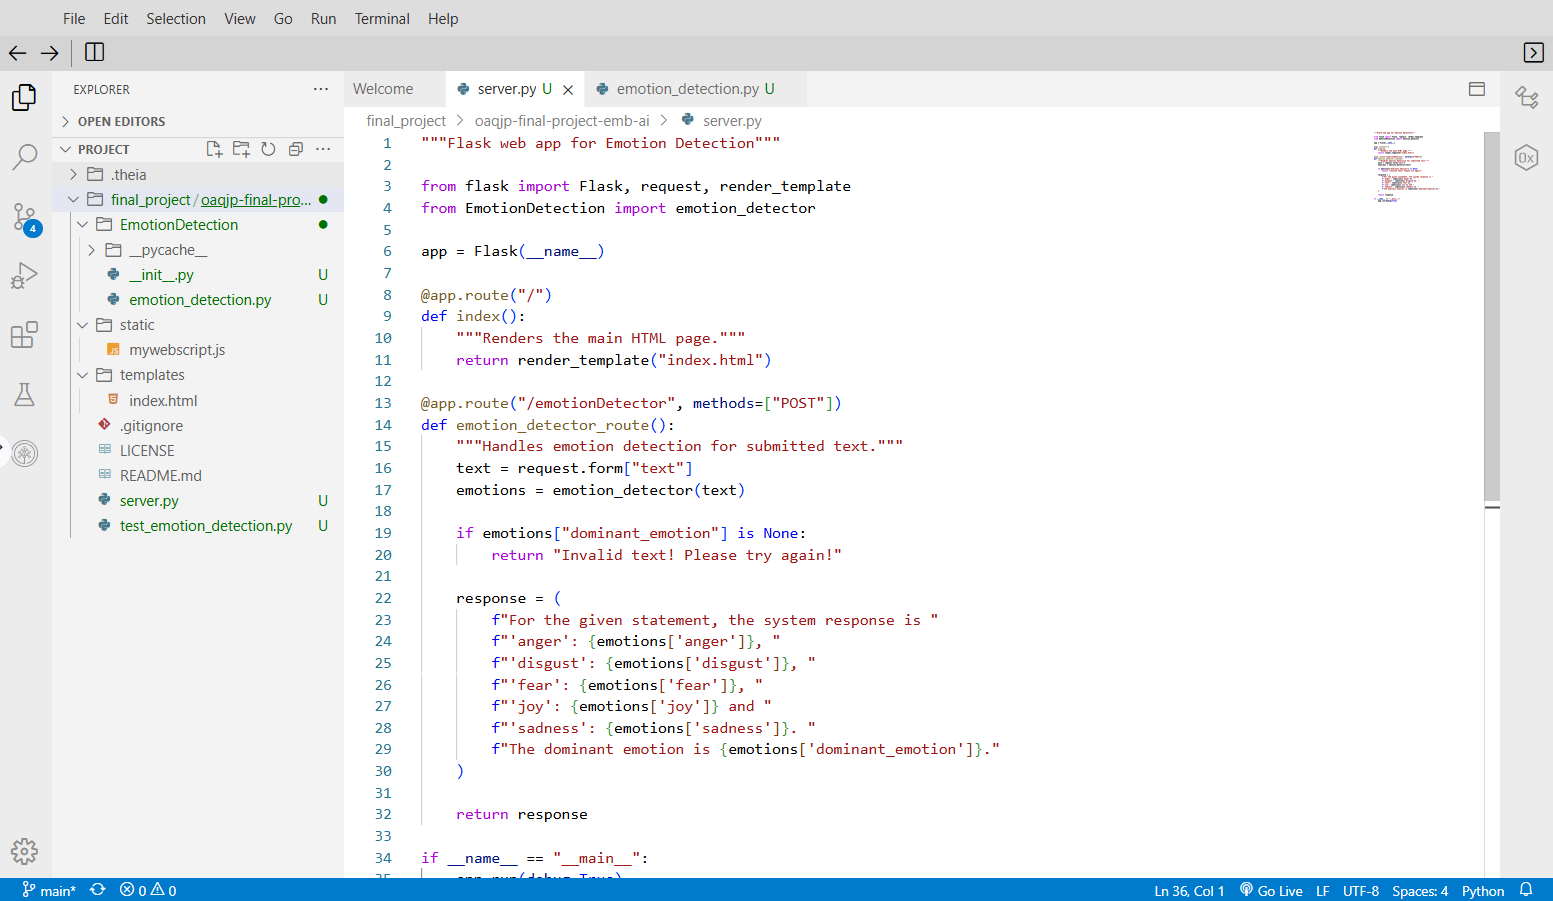 File Edit Selection View Go Run Terminal Help
EXPLORER
OPEN EDITORS
PROJECT
.theia
final_project / oaqjp-final-pro...
EmotionDetection
__pycache__
__init__.py U
emotion_detection.py U
static
mywebscript.js
templates
index.html
.gitignore
LICENSE
README.md
server.py U
test_emotion_detection.py U
4
Welcome server.py U emotion_detection.py U
final_project > oaqjp-final-project-emb-ai > server.py
1 """Flask web app for Emotion Detection"""
2
3 from flask import Flask, request, render_template
4 from EmotionDetection import emotion_detector
5
6 app = Flask(__name__)
7
8 @app.route("/")
9 def index():
10     """Renders the main HTML page."""
11     return render_template("index.html")
12
13 @app.route("/emotionDetector", methods=["POST"])
14 def emotion_detector_route():
15     """Handles emotion detection for submitted text."""
16     text = request.form["text"]
17     emotions = emotion_detector(text)
18
19     if emotions["dominant_emotion"] is None:
20         return "Invalid text! Please try again!"
21
22     response = (
23         f"For the given statement, the system response is "
24         f"'anger': {emotions['anger']}, "
25         f"'disgust': {emotions['disgust']}, "
26         f"'fear': {emotions['fear']}, "
27         f"'joy': {emotions['joy']} and "
28         f"'sadness': {emotions['sadness']}. "
29         f"The dominant emotion is {emotions['dominant_emotion']}."
30     )
31
32     return response
33
34 if __name__ == "__main__":
35     app.run(debug=True)
0x
main* 0 0 Ln 36, Col 1 Go Live LF UTF-8 Spaces: 4 Python